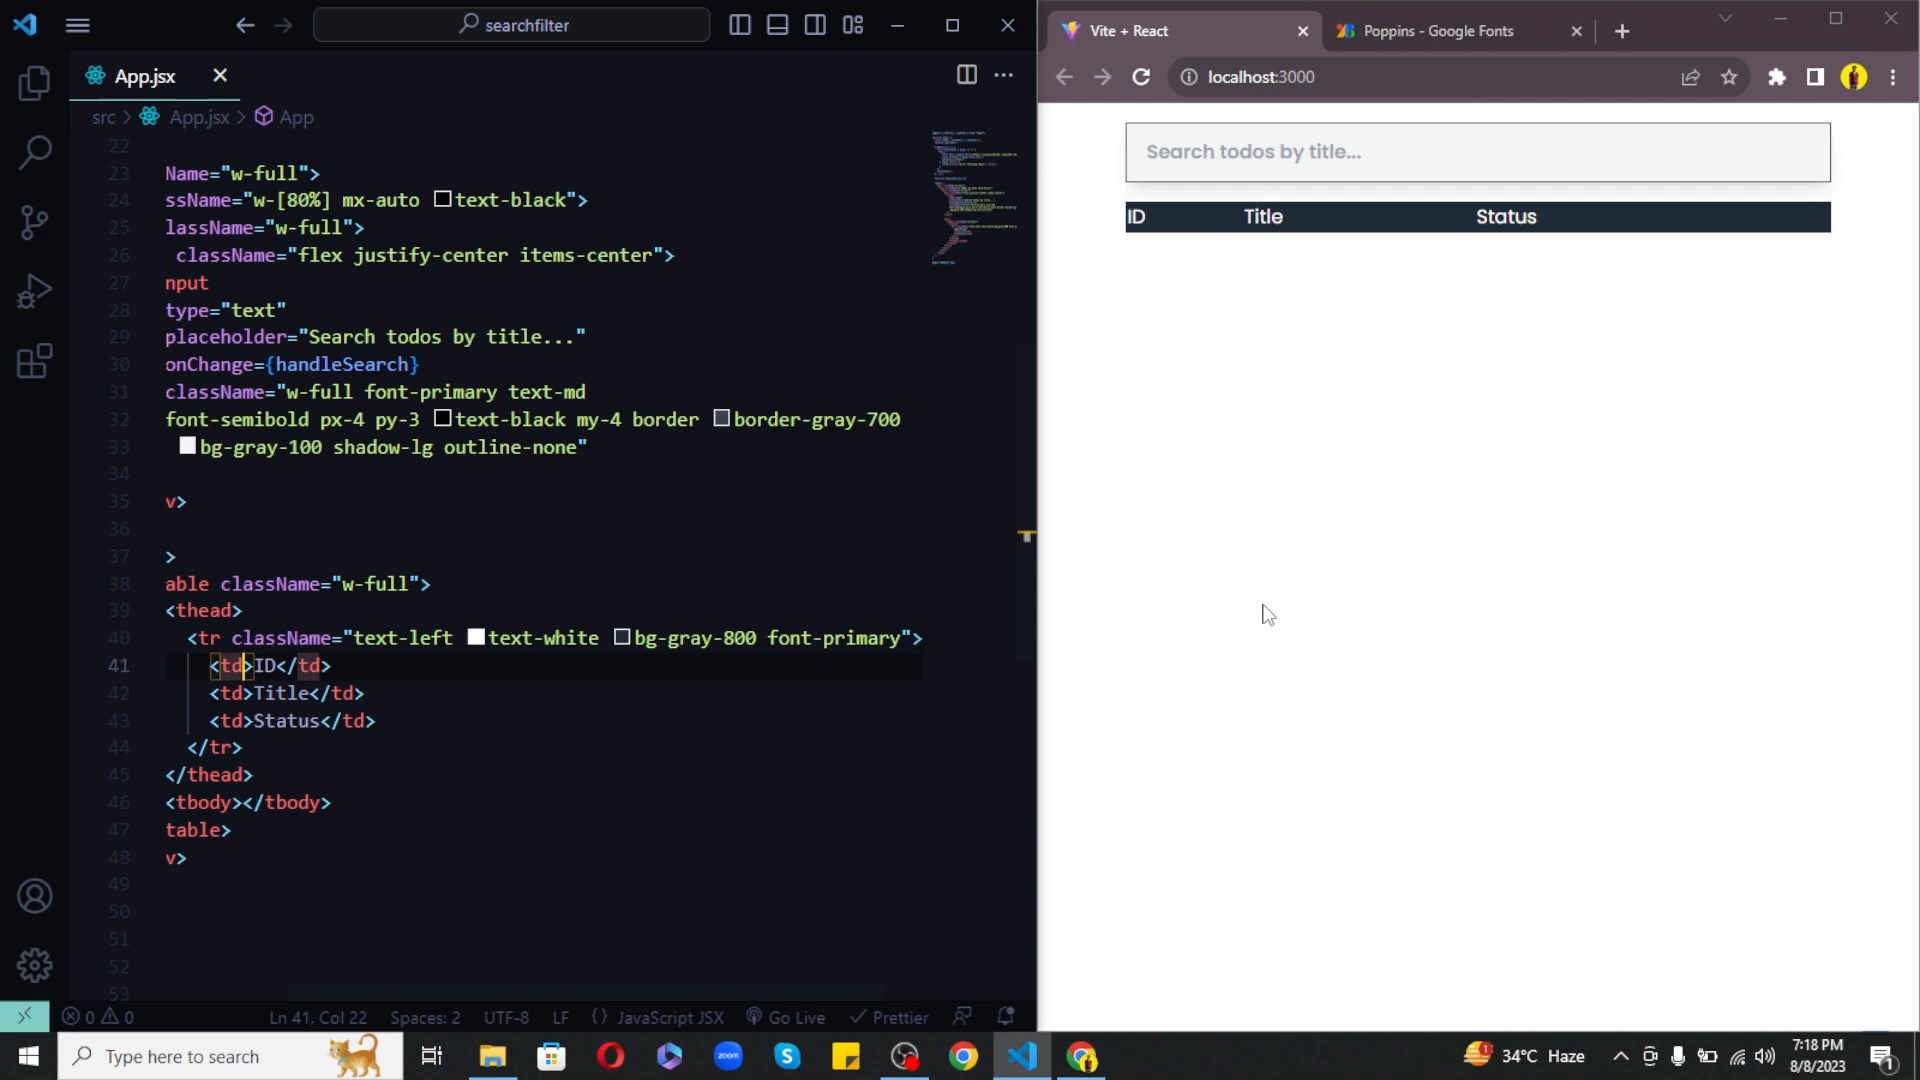 searchfilter
App.jsx
src > App.jsx > App
22
23 Name="w-full">
24 ssName="w-[80%] mx-auto text-black">
25 lassName="w-full">
26 className="flex justify-center items-center">
27 nput
28 type="text"
29 placeholder="Search todos by title..."
30 onChange={handleSearch}
31 className="w-full font-primary text-md
32 font-semibold px-4 py-3 text-black my-4 border border-gray-700
33 bg-gray-100 shadow-lg outline-none"
34
35 v>
36
37 >
38 able className="w-full">
39 <thead>
40 <tr className="text-left text-white bg-gray-800 font-primary">
41 <td>ID</td>
42 <td>Title</td>
43 <td>Status</td>
44 </tr>
45 </thead>
46 <tbody></tbody>
47 table>
48 v>
49
50
51
52
53
0 0 Ln 41, Col 22 Spaces: 2 UTF-8 LF {} JavaScript JSX Go Live Prettier
Vite + React
Poppins - Google Fonts
localhost:3000
Search todos by title...
ID Title Status
Type here to search
zoom
34°C Haze
7:18 PM
8/8/2023
1